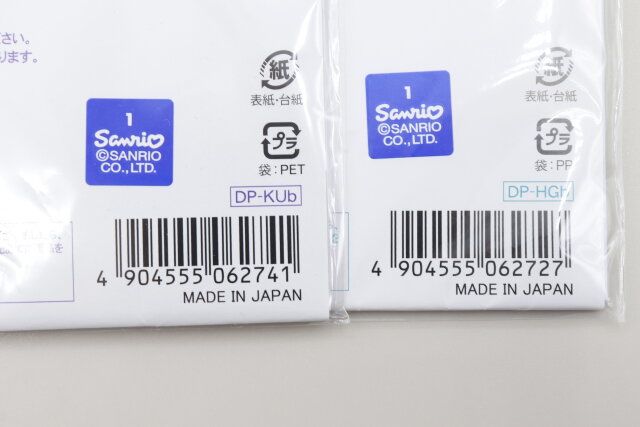 さい。
ります。
紙
表紙・台紙
1
Sanrio
©SANRIO
CO.,LTD.
プラ
袋：PET
DP-KUb
4 904555 062741
MADE IN JAPAN
紙
表紙・台紙
1
Sanrio
©SANRIO
CO.,LTD.
プラ
袋：PP
DP-HGH
4 904555 062727
MADE IN JAPAN